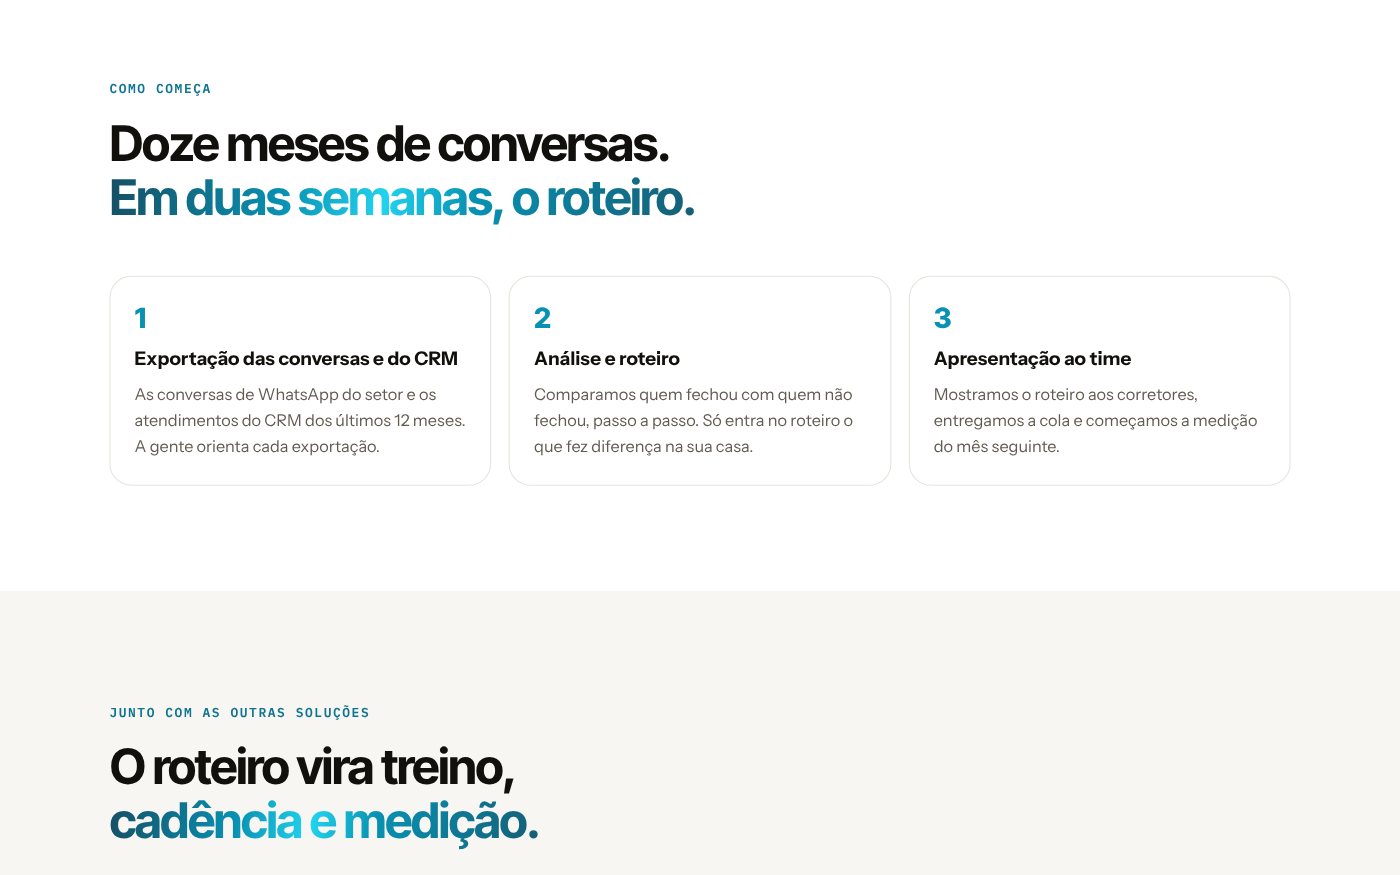 COMO COMEÇA
Doze meses de conversas.
Em duas semanas, o roteiro.
1
Exportação das conversas e do CRM
As conversas de WhatsApp do setor e os
atendimentos do CRM dos últimos 12 meses.
A gente orienta cada exportação.
2
Análise e roteiro
Comparamos quem fechou com quem não
fechou, passo a passo. Só entra no roteiro o
que fez diferença na sua casa.
3
Apresentação ao time
Mostramos o roteiro aos corretores,
entregamos a cola e começamos a medição
do mês seguinte.
JUNTO COM AS OUTRAS SOLUÇÕES
O roteiro vira treino,
cadência e medição.